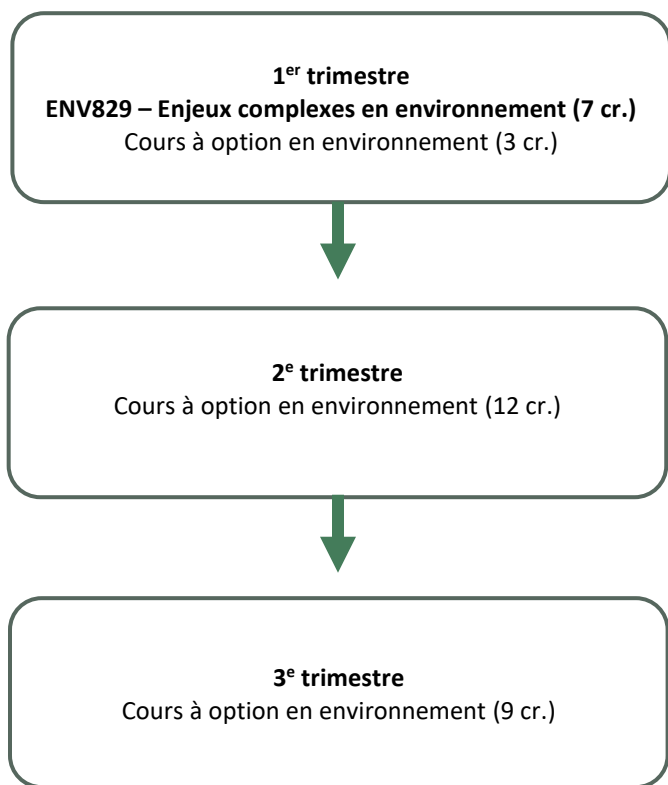 1er trimestre
ENV829 – Enjeux complexes en environnement (7 cr.)
Cours à option en environnement (3 cr.)
2e trimestre
Cours à option en environnement (12 cr.)
3e trimestre
Cours à option en environnement (9 cr.)